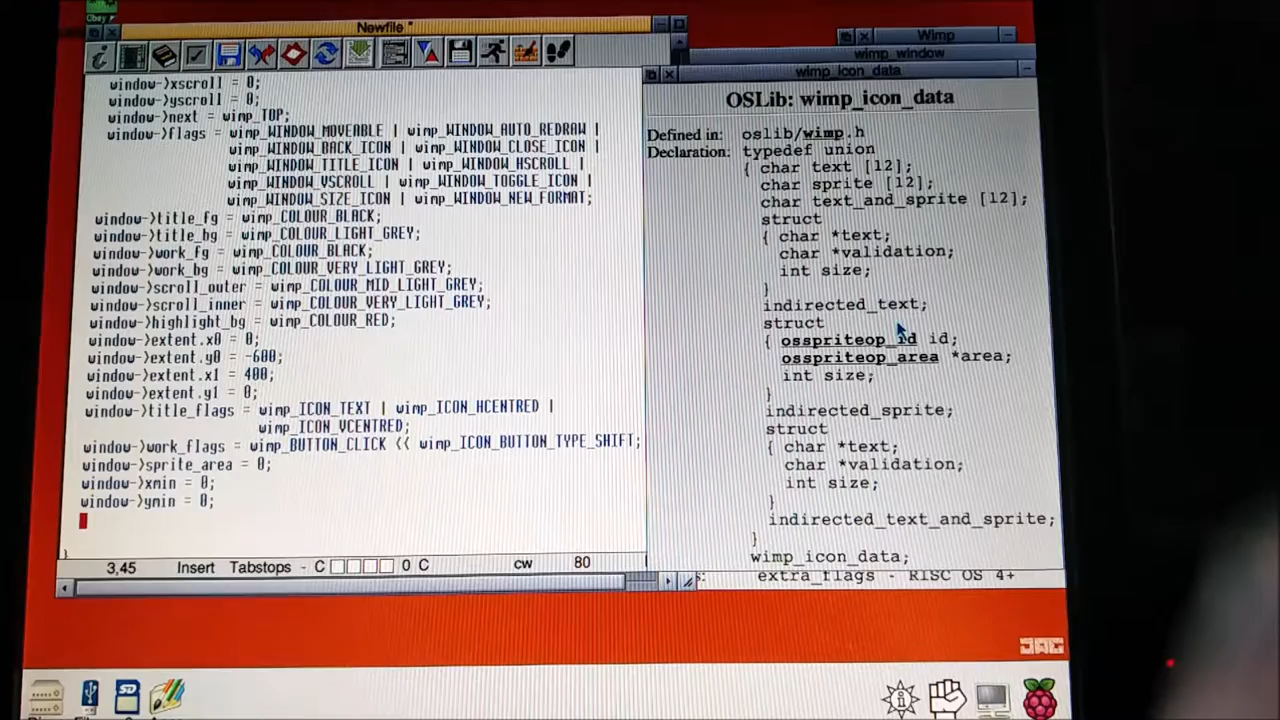 Obey
Newfile *
window->xscroll = 0;
window->yscroll = 0;
window->next = wimp_TOP;
window->flags = wimp_WINDOW_MOVEABLE | wimp_WINDOW_AUTO_REDRAW |
wimp_WINDOW_BACK_ICON | wimp_WINDOW_CLOSE_ICON |
wimp_WINDOW_TITLE_ICON | wimp_WINDOW_HSCROLL |
wimp_WINDOW_VSCROLL | wimp_WINDOW_TOGGLE_ICON |
wimp_WINDOW_SIZE_ICON | wimp_WINDOW_NEW_FORMAT;
window->title_fg = wimp_COLOUR_BLACK;
window->title_bg = wimp_COLOUR_LIGHT_GREY;
window->work_fg = wimp_COLOUR_BLACK;
window->work_bg = wimp_COLOUR_VERY_LIGHT_GREY;
window->scroll_outer = wimp_COLOUR_MID_LIGHT_GREY;
window->scroll_inner = wimp_COLOUR_VERY_LIGHT_GREY;
window->highlight_bg = wimp_COLOUR_RED;
window->extent.x0 = 0;
window->extent.y0 = -600;
window->extent.x1 = 400;
window->extent.y1 = 0;
window->title_flags = wimp_ICON_TEXT | wimp_ICON_HCENTRED |
wimp_ICON_VCENTRED;
window->work_flags = wimp_BUTTON_CLICK << wimp_ICON_BUTTON_TYPE_SHIFT;
window->sprite_area = 0;
window->xmin = 0;
window->ymin = 0;
}
3,45 Insert Tabstops - C 0 C cw 80
Wimp
wimp_window
wimp_icon_data
OSLib: wimp_icon_data
Defined in: oslib/wimp.h
Declaration: typedef union
{ char text [12];
char sprite [12];
char text_and_sprite [12];
struct
{ char *text;
char *validation;
int size;
}
indirected_text;
struct
{ osspriteop_id id;
osspriteop_area *area;
int size;
}
indirected_sprite;
struct
{ char *text;
char *validation;
int size;
}
indirected_text_and_sprite;
}
wimp_icon_data;
extra_flags - RISC OS 4+
SD